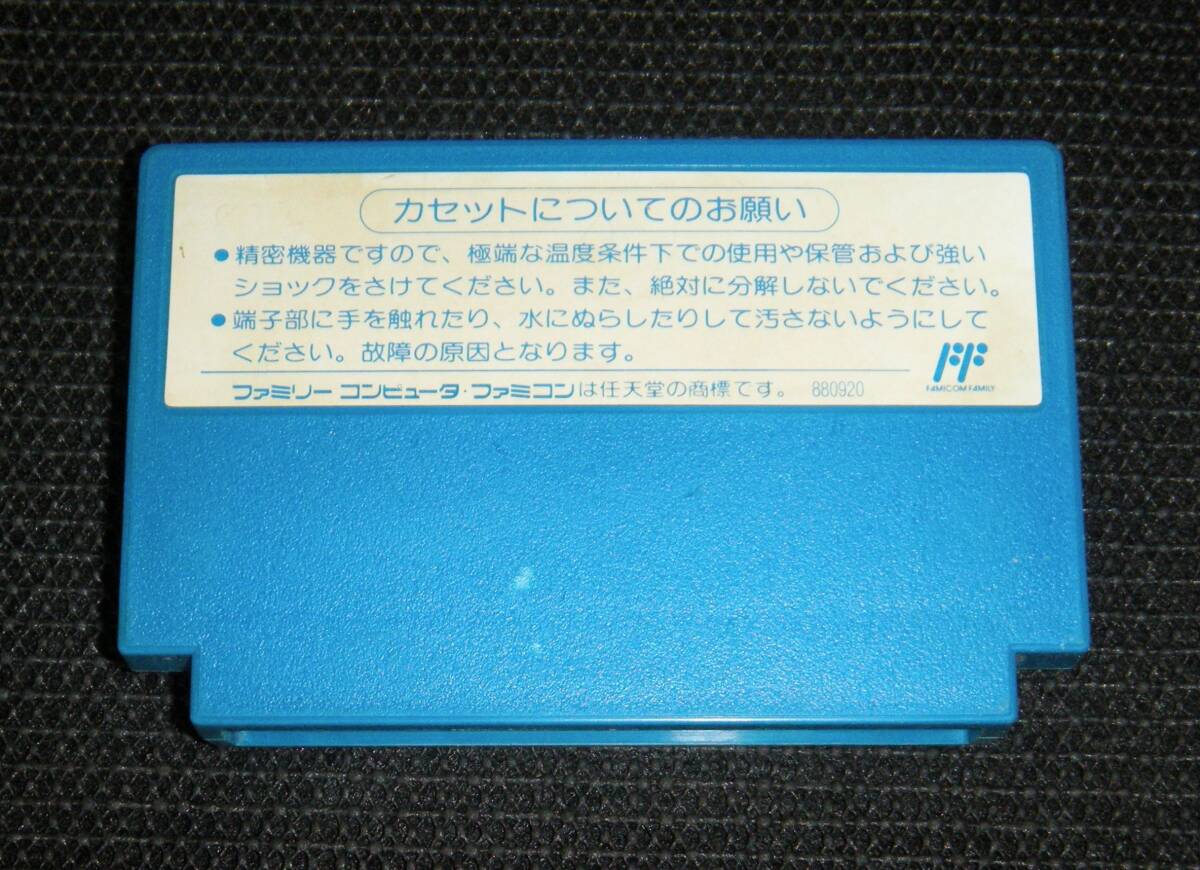 カセットについてのお願い
●精密機器ですので、極端な温度条件下での使用や保管および強い
ショックをさけてください。また、絶対に分解しないでください。
●端子部に手を触れたり、水にぬらしたりして汚さないようにして
ください。故障の原因となります。
ファミリー コンピュータ・ファミコンは任天堂の商標です。 880920
FAMICOM FAMILY